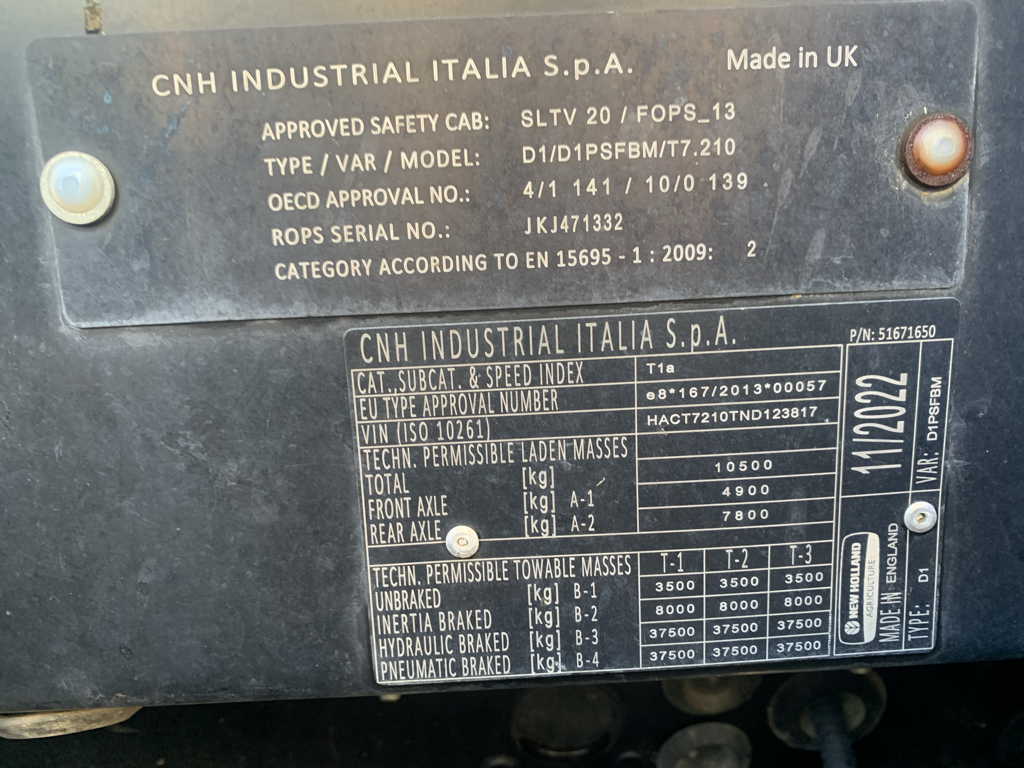 CNH INDUSTRIAL ITALIA S.p.A. Made in UK
APPROVED SAFETY CAB: SLTV 20 / FOPS_13
TYPE / VAR / MODEL: D1/D1PSFBM/T7.210
OECD APPROVAL NO.: 4/1 141 / 10/0 139
ROPS SERIAL NO.: JKJ471332
CATEGORY ACCORDING TO EN 15695 - 1 : 2009: 2
CNH INDUSTRIAL ITALIA S.p.A.
P/N: 51671650
CAT.,SUBCAT. & SPEED INDEX T1a
EU TYPE APPROVAL NUMBER e8*167/2013*00057
VIN (ISO 10261) HACT7210TND123817
TECHN. PERMISSIBLE LADEN MASSES
TOTAL [kg] 10500
FRONT AXLE [kg] A-1 4900
REAR AXLE [kg] A-2 7800
TECHN. PERMISSIBLE TOWABLE MASSES T-1 T-2 T-3
UNBRAKED [kg] B-1 3500 3500 3500
INERTIA BRAKED [kg] B-2 8000 8000 8000
HYDRAULIC BRAKED [kg] B-3 37500 37500 37500
PNEUMATIC BRAKED [kg] B-4 37500 37500 37500
11/2022
NEW HOLLAND
AGRICULTURE
MADE IN ENGLAND
TYPE: D1 VAR: D1PSFBM